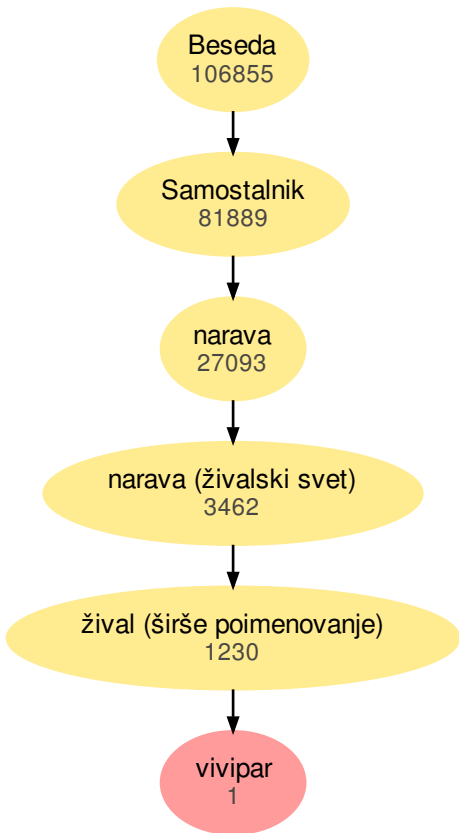 Beseda
106855
Samostalnik
81889
narava
27093
narava (živalski svet)
3462
žival (širše poimenovanje)
1230
vivipar
1